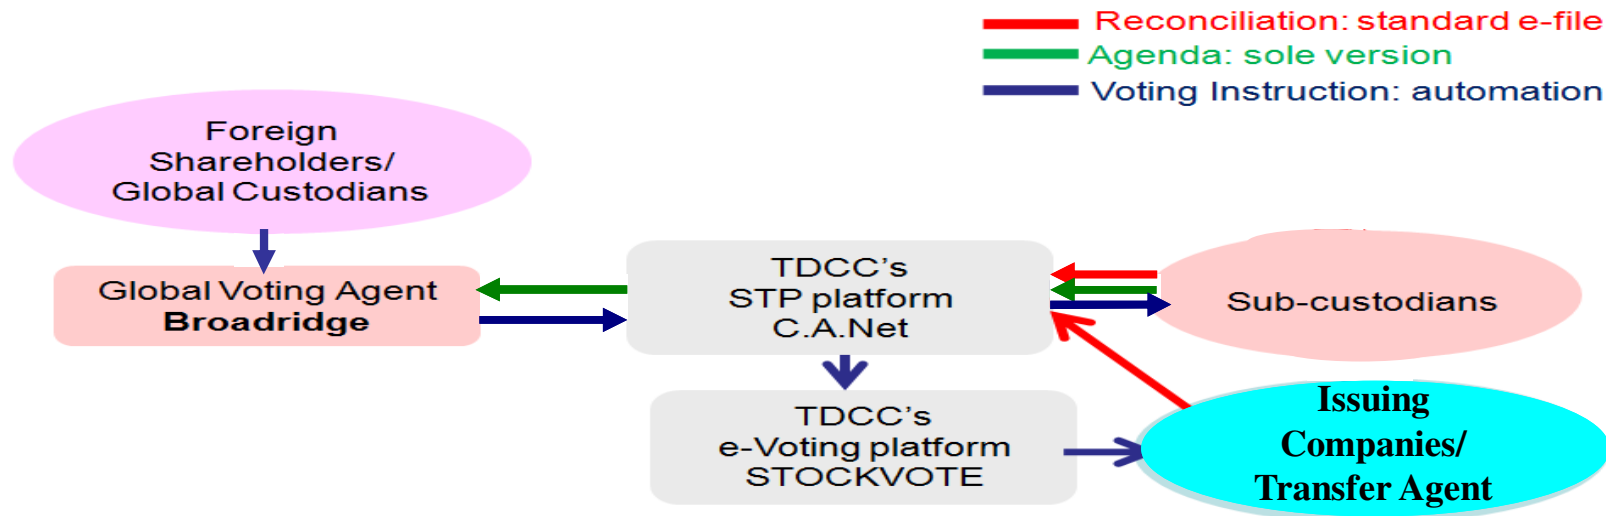 Reconciliation: standard e-file
Agenda: sole version
Voting Instruction: automation
Foreign
Shareholders/
Global Custodians
Global Voting Agent
Broadridge
TDCC's
STP platform
C.A.Net
Sub-custodians
TDCC's
e-Voting platform
STOCKVOTE
Issuing
Companies/
Transfer Agent